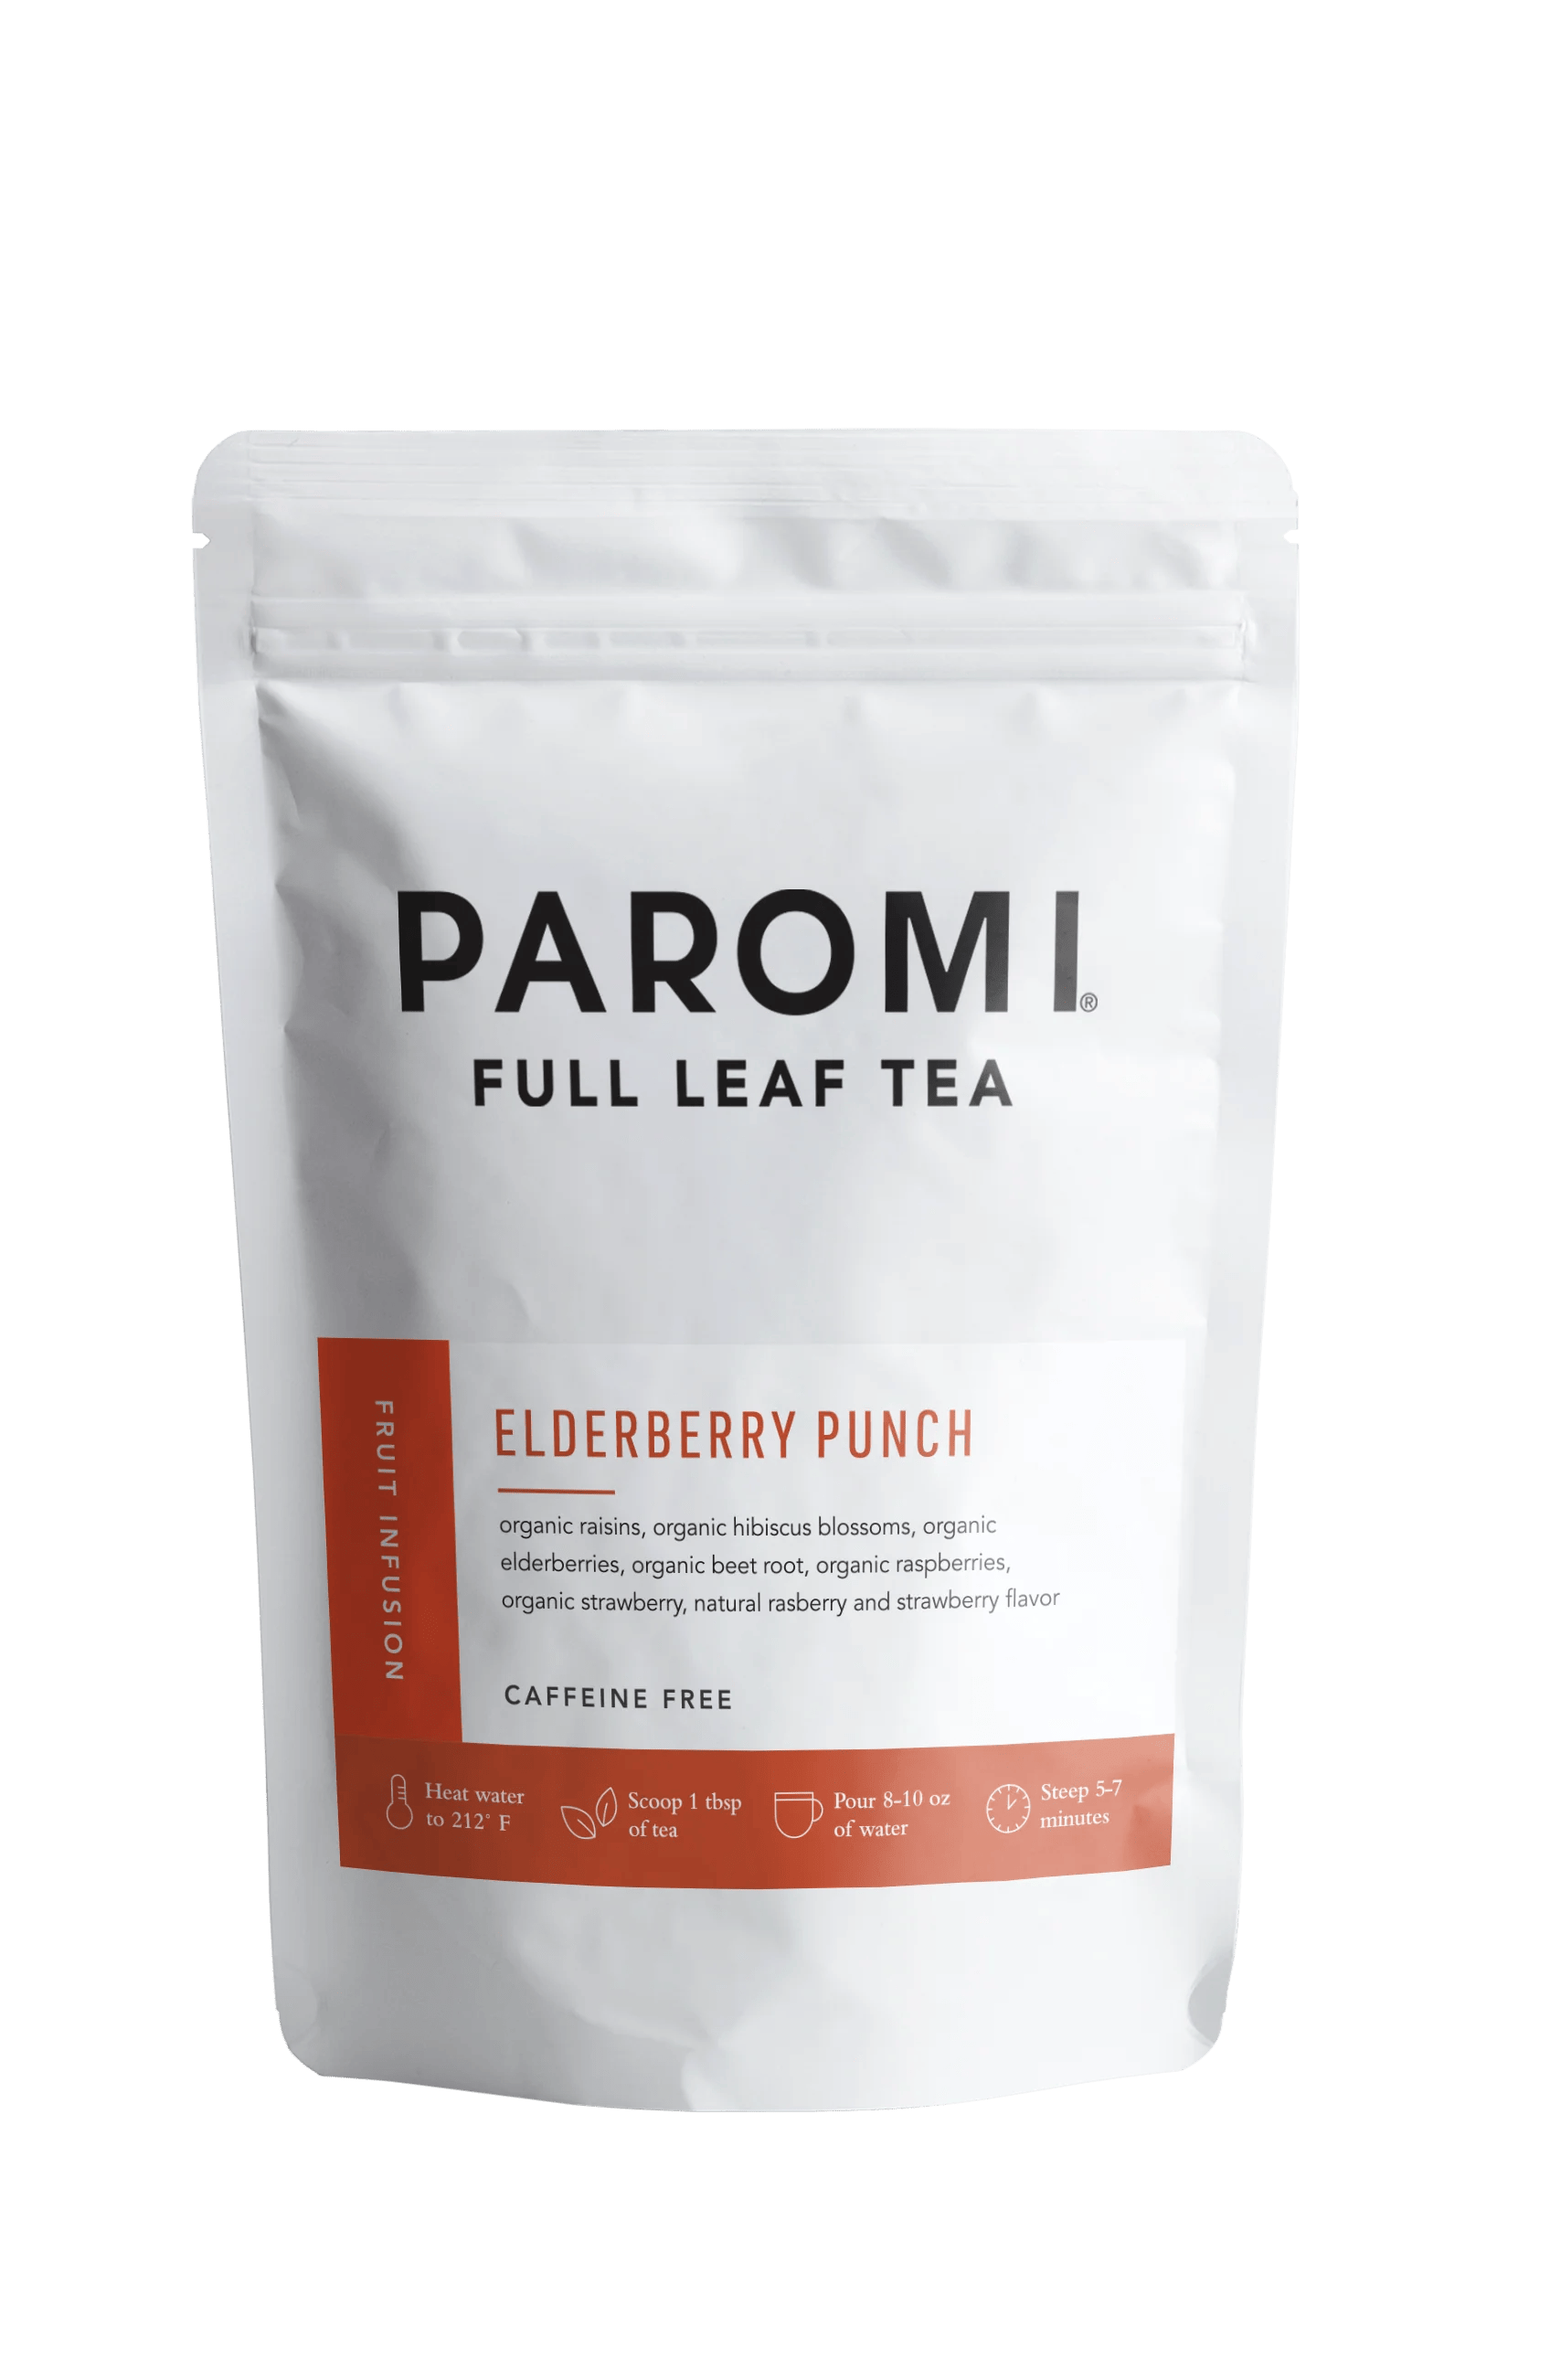 PAROMI®
FULL LEAF TEA
FRUIT INFUSION
ELDERBERRY PUNCH
organic raisins, organic hibiscus blossoms, organic
elderberries, organic beet root, organic raspberries,
organic strawberry, natural rasberry and strawberry flavor
CAFFEINE FREE
Heat water
to 212° F
Scoop 1 tbsp
of tea
Pour 8-10 oz
of water
Steep 5-7
minutes